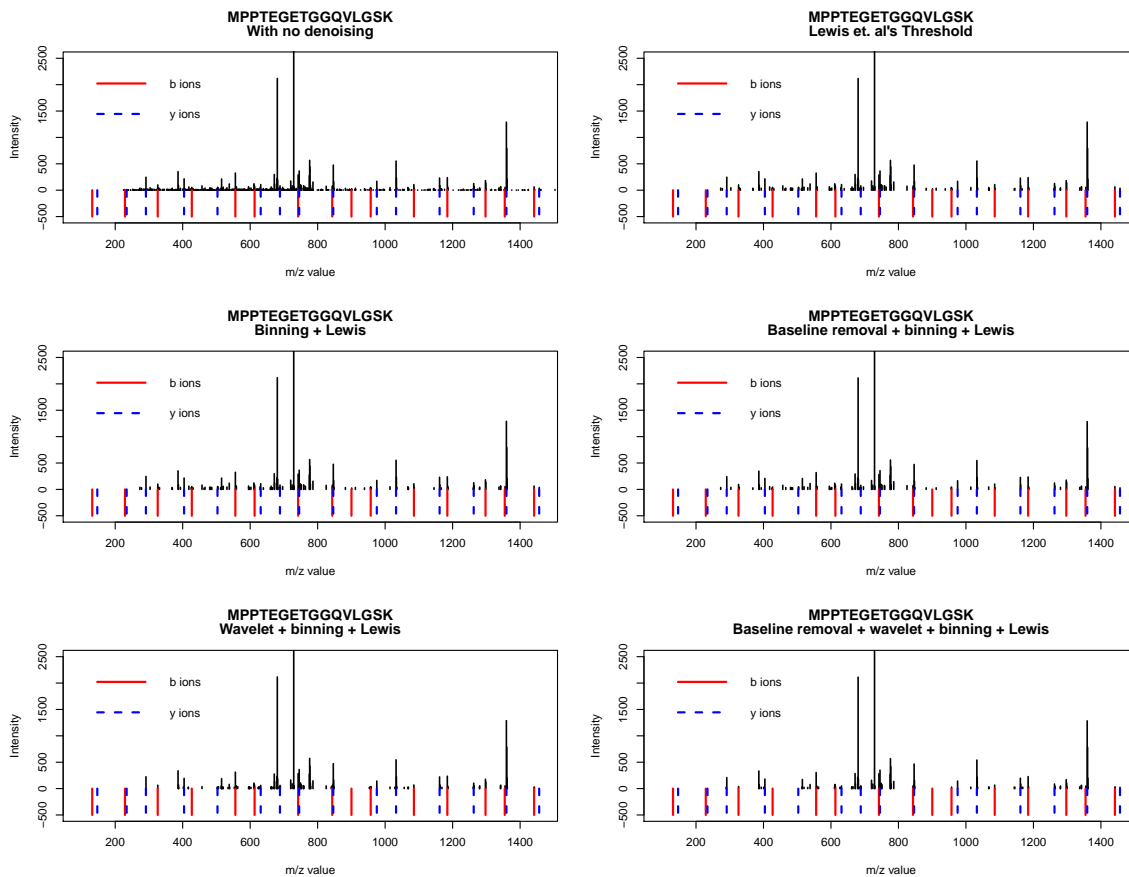 MPPTEGETGGQVLGSK
With no denoising
b ions
y ions
Intensity
2500
1500
500
0
−500
200 400 600 800 1000 1200 1400
m/z value
MPPTEGETGGQVLGSK
Lewis et. al's Threshold
b ions
y ions
Intensity
2500
1500
500
0
−500
200 400 600 800 1000 1200 1400
m/z value
MPPTEGETGGQVLGSK
Binning + Lewis
b ions
y ions
Intensity
2500
1500
500
0
−500
200 400 600 800 1000 1200 1400
m/z value
MPPTEGETGGQVLGSK
Baseline removal + binning + Lewis
b ions
y ions
Intensity
2500
1500
500
0
−500
200 400 600 800 1000 1200 1400
m/z value
MPPTEGETGGQVLGSK
Wavelet + binning + Lewis
b ions
y ions
Intensity
2500
1500
500
0
−500
200 400 600 800 1000 1200 1400
m/z value
MPPTEGETGGQVLGSK
Baseline removal + wavelet + binning + Lewis
b ions
y ions
Intensity
2500
1500
500
0
−500
200 400 600 800 1000 1200 1400
m/z value